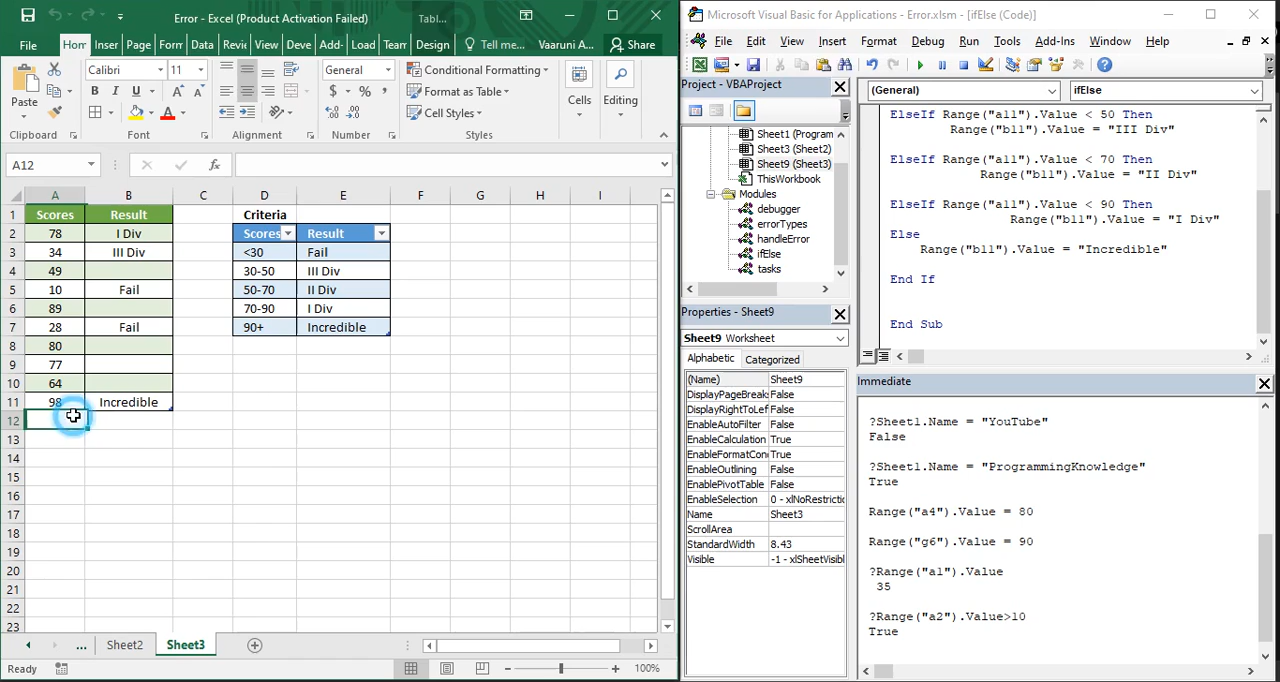 Error - Excel (Product Activation Failed)
Tabl...
File
Hom
Inser
Page
Form
Data
Revi
View
Deve
Add-
Load
Team
Design
Tell me...
Vaaruni A...
Share
Paste
Calibri
11
B I U
A A
A
General
$ % ,
Conditional Formatting
Format as Table
Cell Styles
Cells
Editing
Clipboard
Font
Alignment
Number
Styles
A12
fx
A B C D E F G H I
1 Scores Result Criteria
2 78 I Div Scores Result
3 34 III Div <30 Fail
4 49 30-50 III Div
5 10 Fail 50-70 II Div
6 89 70-90 I Div
7 28 Fail 90+ Incredible
8 80
9 77
10 64
11 98 Incredible
12
13
14
15
16
17
18
19
20
21
22
23
...
Sheet2
Sheet3
Ready
100%
Microsoft Visual Basic for Applications - Error.xlsm - [ifElse (Code)]
File Edit View Insert Format Debug Run Tools Add-Ins Window Help
Project - VBAProject
Sheet1 (Program
Sheet3 (Sheet2)
Sheet9 (Sheet3)
ThisWorkbook
Modules
debugger
errorTypes
handleError
ifElse
tasks
Properties - Sheet9
Sheet9 Worksheet
Alphabetic Categorized
(Name) Sheet9
DisplayPageBreak False
DisplayRightToLef False
EnableAutoFilter False
EnableCalculation True
EnableFormatCon True
EnableOutlining False
EnablePivotTable False
EnableSelection 0 - xlNoRestrictio
Name Sheet3
ScrollArea
StandardWidth 8.43
Visible -1 - xlSheetVisibl
(General)
ifElse
ElseIf Range("a11").Value < 50 Then
Range("b11").Value = "III Div"
ElseIf Range("a11").Value < 70 Then
Range("b11").Value = "II Div"
ElseIf Range("a11").Value < 90 Then
Range("b11").Value = "I Div"
Else
Range("b11").Value = "Incredible"
End If
End Sub
Immediate
?Sheet1.Name = "YouTube"
False
?Sheet1.Name = "ProgrammingKnowledge"
True
Range("a4").Value = 80
Range("g6").Value = 90
?Range("a1").Value
35
?Range("a2").Value>10
True